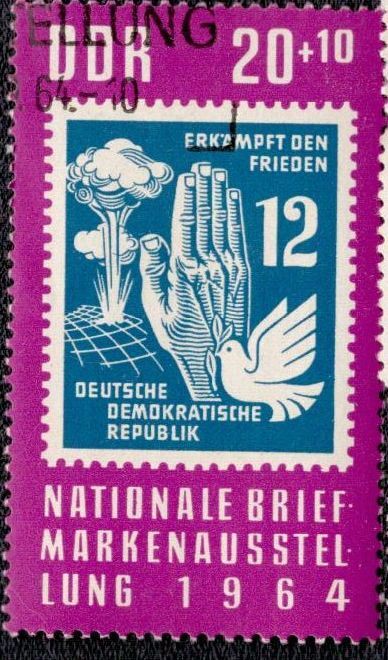 ELLUNG
DDR 20+10
64.–10
ERKÄMPFT DEN
FRIEDEN
12
DEUTSCHE
DEMOKRATISCHE
REPUBLIK
NATIONALE BRIEF-
MARKENAUSSTEL-
LUNG 1964